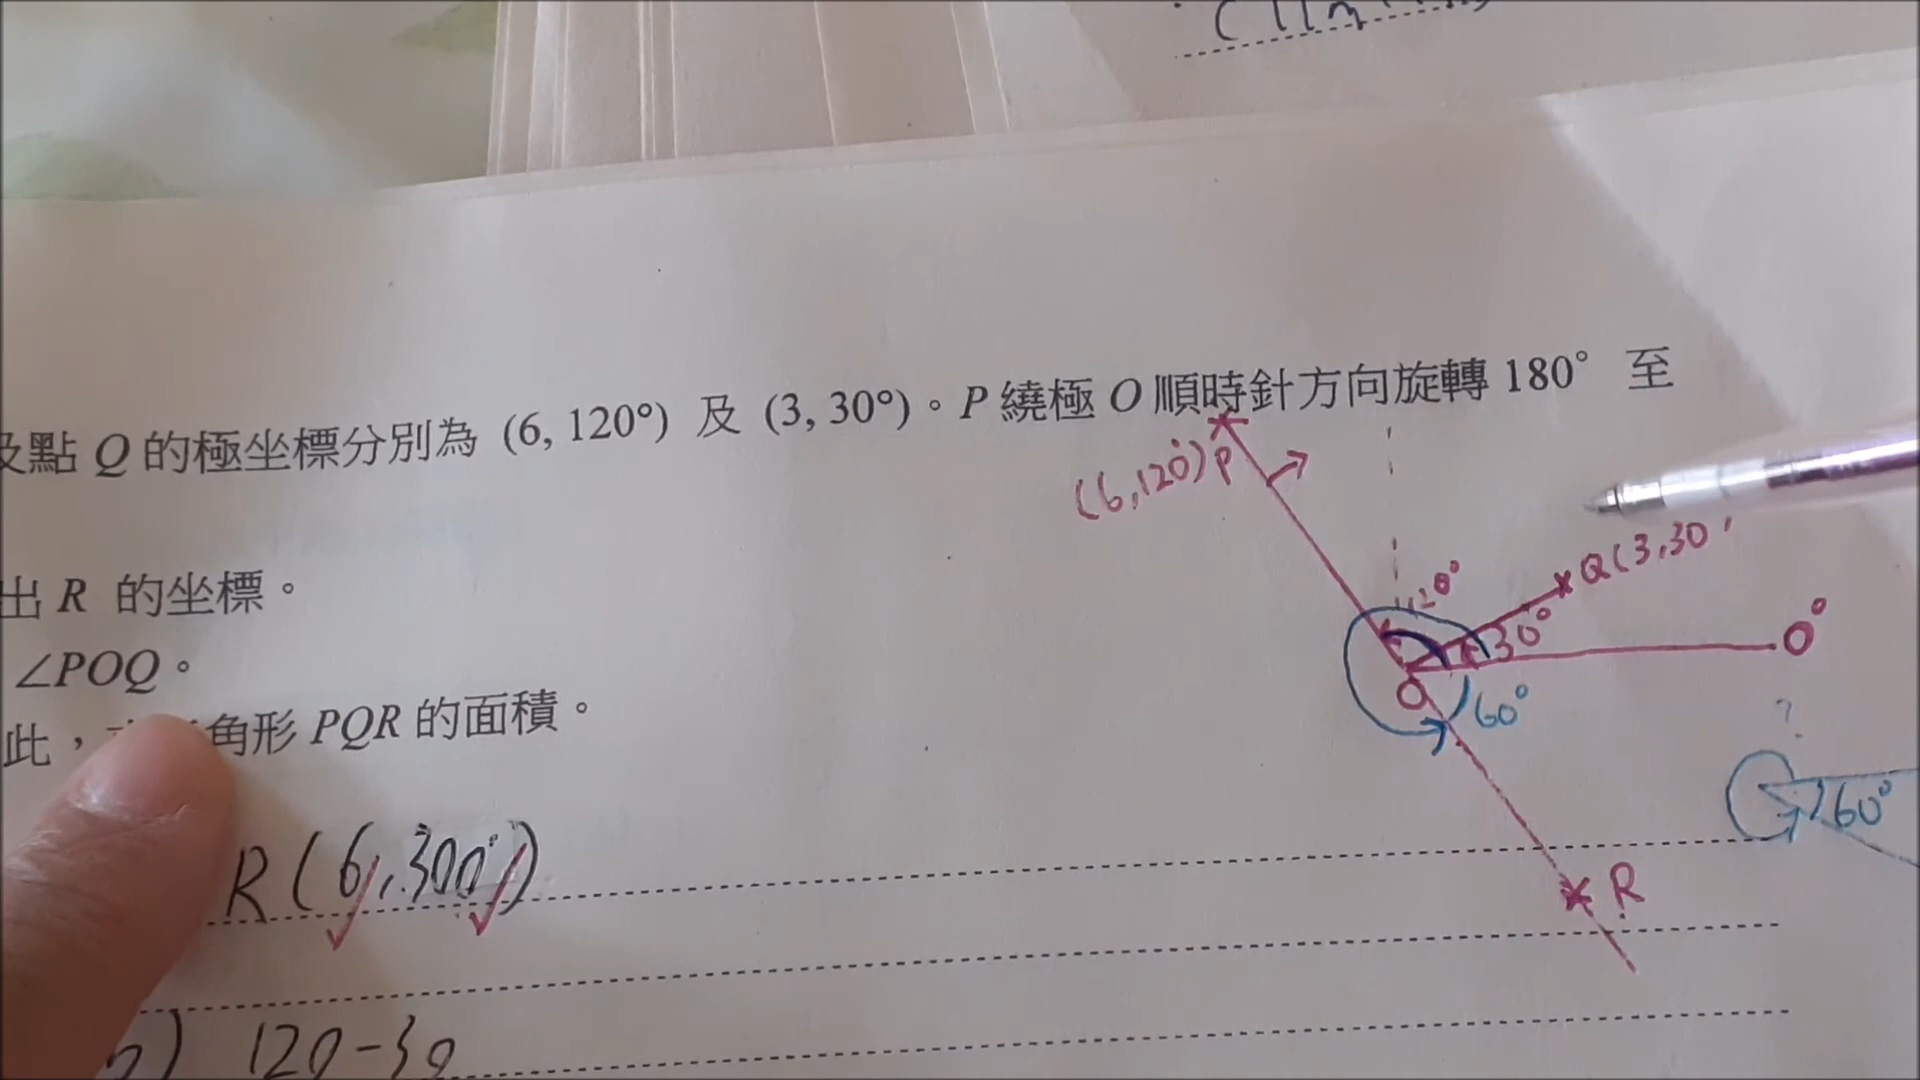 及點 Q 的極坐標分別為 (6, 120°) 及 (3, 30°)。P 繞極 O 順時針方向旋轉 180° 至
(6,120°) P
Q(3,30
120°
30°
0°
O
60°
出 R 的坐標。
∠POQ。
此，角形 PQR 的面積。
?
60°
R (6,300°)
R
120-30